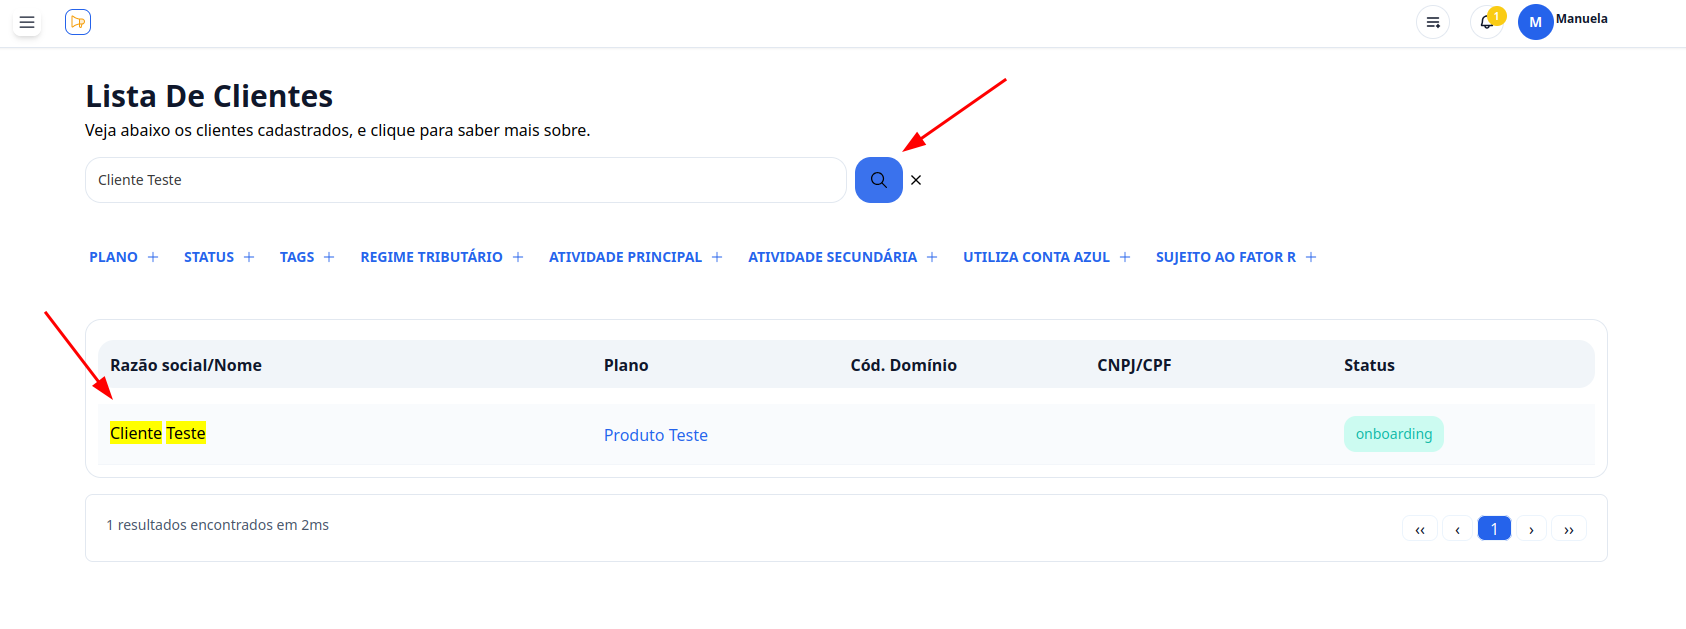 1
M
Manuela
Lista De Clientes
Veja abaixo os clientes cadastrados, e clique para saber mais sobre.
Cliente Teste
PLANO + STATUS + TAGS + REGIME TRIBUTÁRIO + ATIVIDADE PRINCIPAL + ATIVIDADE SECUNDÁRIA + UTILIZA CONTA AZUL + SUJEITO AO FATOR R +
Razão social/Nome Plano Cód. Domínio CNPJ/CPF Status
Cliente Teste Produto Teste onboarding
1 resultados encontrados em 2ms
‹‹ ‹ 1 › ››